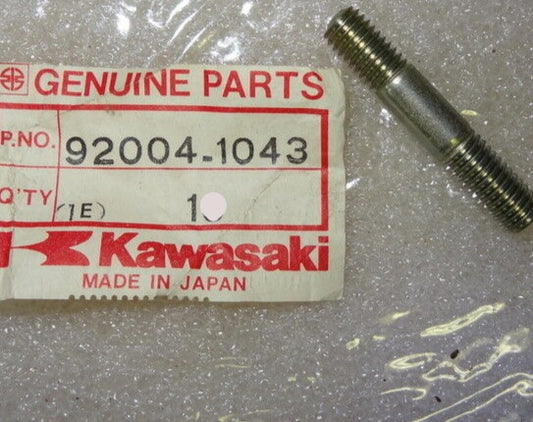 GENUINE PARTS
P.NO. 92004-1043
Q'TY (1E) 1
Kawasaki
MADE IN JAPAN